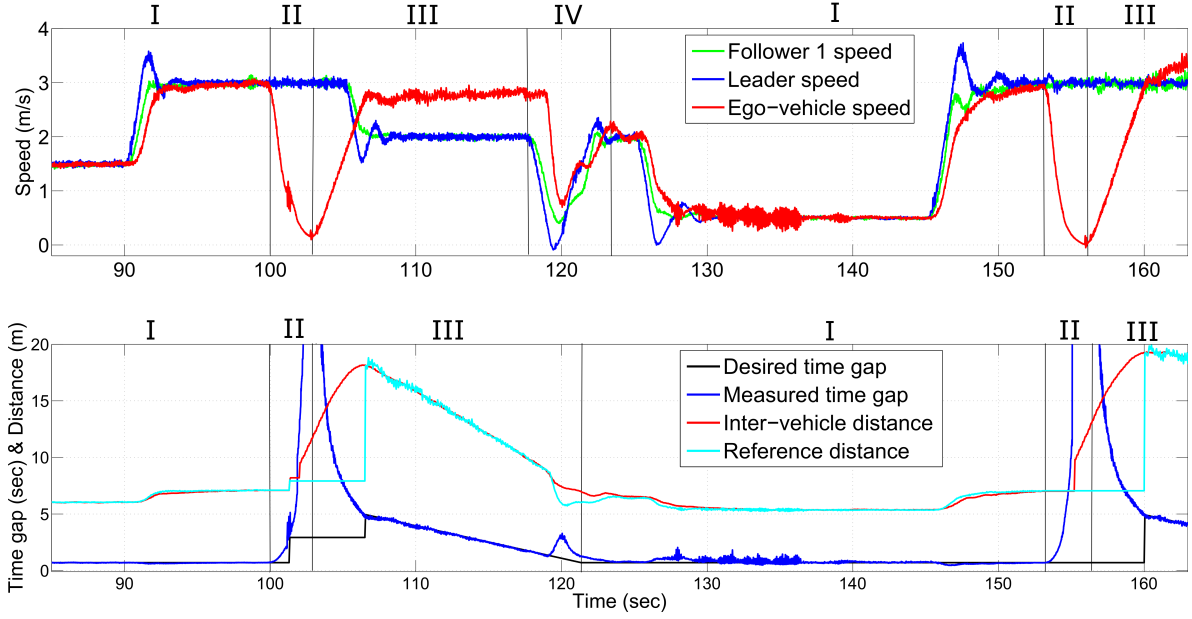 I II III IV I II III
4
3
2
1
0
Speed (m/s)
Follower 1 speed
Leader speed
Ego−vehicle speed
90 100 110 120 130 140 150 160
I II III I II III
20
15
10
5
0
Time gap (sec) & Distance (m)
Desired time gap
Measured time gap
Inter−vehicle distance
Reference distance
90 100 110 120 130 140 150 160
Time (sec)